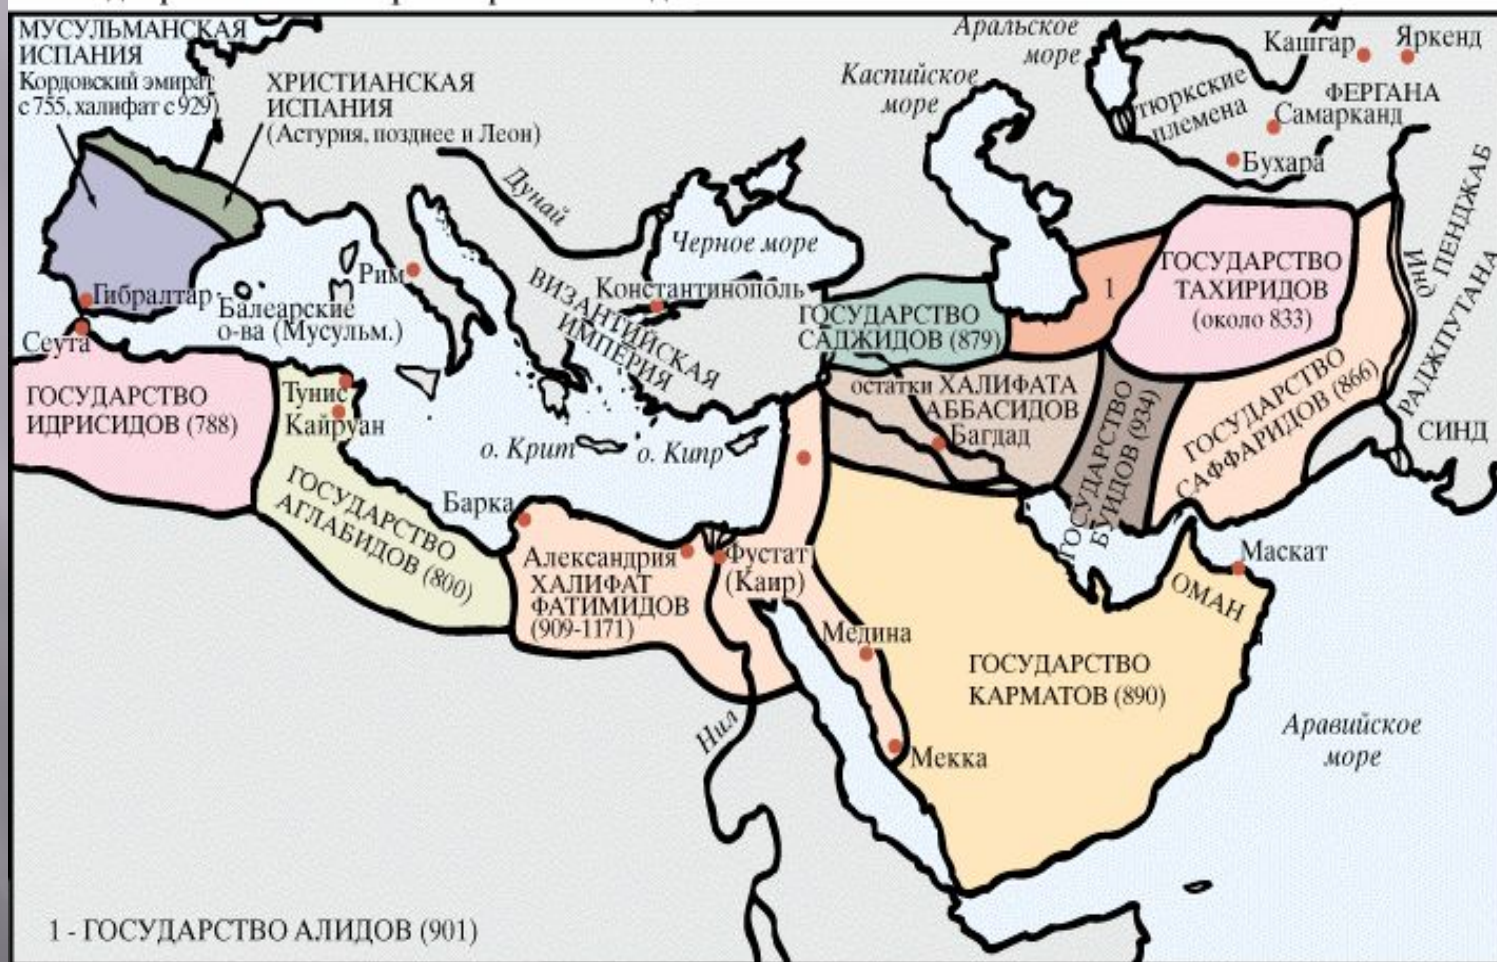 МУСУЛЬМАНСКАЯ
ИСПАНИЯ
Кордовский эмират
с 755, халифат с 929)
ХРИСТИАНСКАЯ
ИСПАНИЯ
(Астурия, позднее и Леон)
Аральское
море
Каспийское
море
Кашгар
Яркенд
ФЕРГАНА
тюркские
племена
Самарканд
Бухара
ПЕНДЖАБ
Инд
РАДЖПУТАНА
СИНД
Дунай
Черное море
Рим
Гибралтар
Балеарские
о-ва (Мусульм.)
Сеута
ВИЗАНТИЙСКАЯ
ИМПЕРИЯ
Константинополь
ГОСУДАРСТВО
САДЖИДОВ (879)
1
ГОСУДАРСТВО
ТАХИРИДОВ
(около 833)
ГОСУДАРСТВО
ИДРИСИДОВ (788)
Тунис
Кайруан
ГОСУДАРСТВО
АГЛАБИДОВ (800)
о. Крит
о. Кипр
остатки ХАЛИФАТА
АББАСИДОВ
Багдад
ГОСУДАРСТВО
БУИДОВ (934)
ГОСУДАРСТВО
САФФАРИДОВ (866)
Барка
Александрия
ХАЛИФАТ
ФАТИМИДОВ
(909-1171)
Фустат
(Каир)
Маскат
ОМАН
Медина
ГОСУДАРСТВО
КАРМАТОВ (890)
Нил
Мекка
Аравийское
море
1 - ГОСУДАРСТВО АЛИДОВ (901)